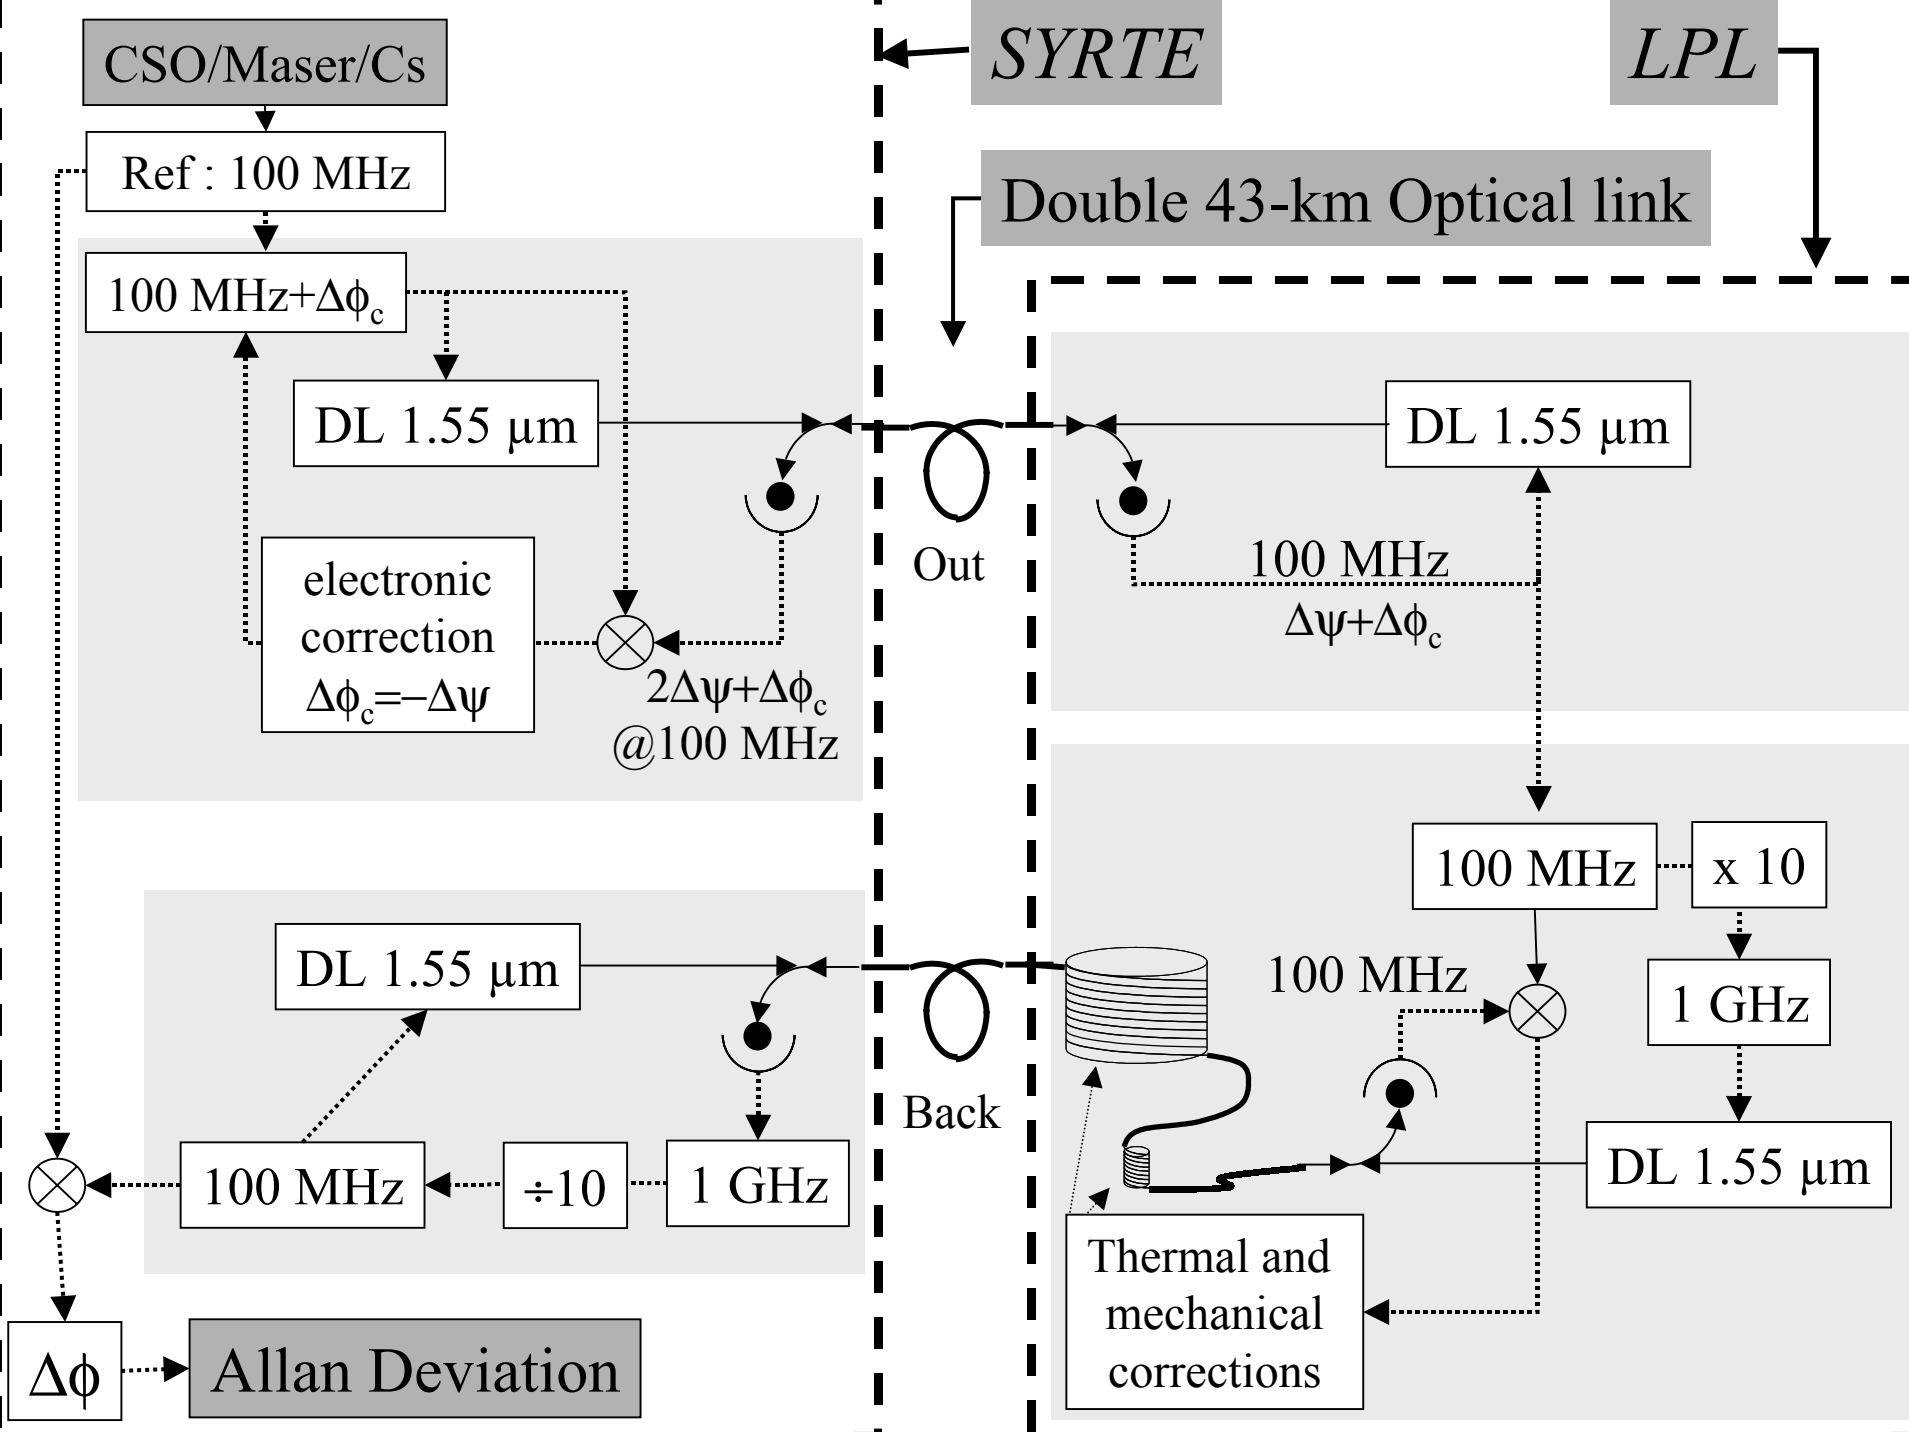 CSO/Maser/Cs
SYRTE
LPL
Ref : 100 MHz
Double 43-km Optical link
100 MHz+Δϕc
DL 1.55 µm
DL 1.55 µm
Out
electronic
correction
Δϕc=−Δψ
2Δψ+Δϕc
@100 MHz
100 MHz
Δψ+Δϕc
100 MHz
x 10
DL 1.55 µm
100 MHz
1 GHz
Back
100 MHz
÷10
1 GHz
DL 1.55 µm
Thermal and
mechanical
corrections
Δϕ
Allan Deviation